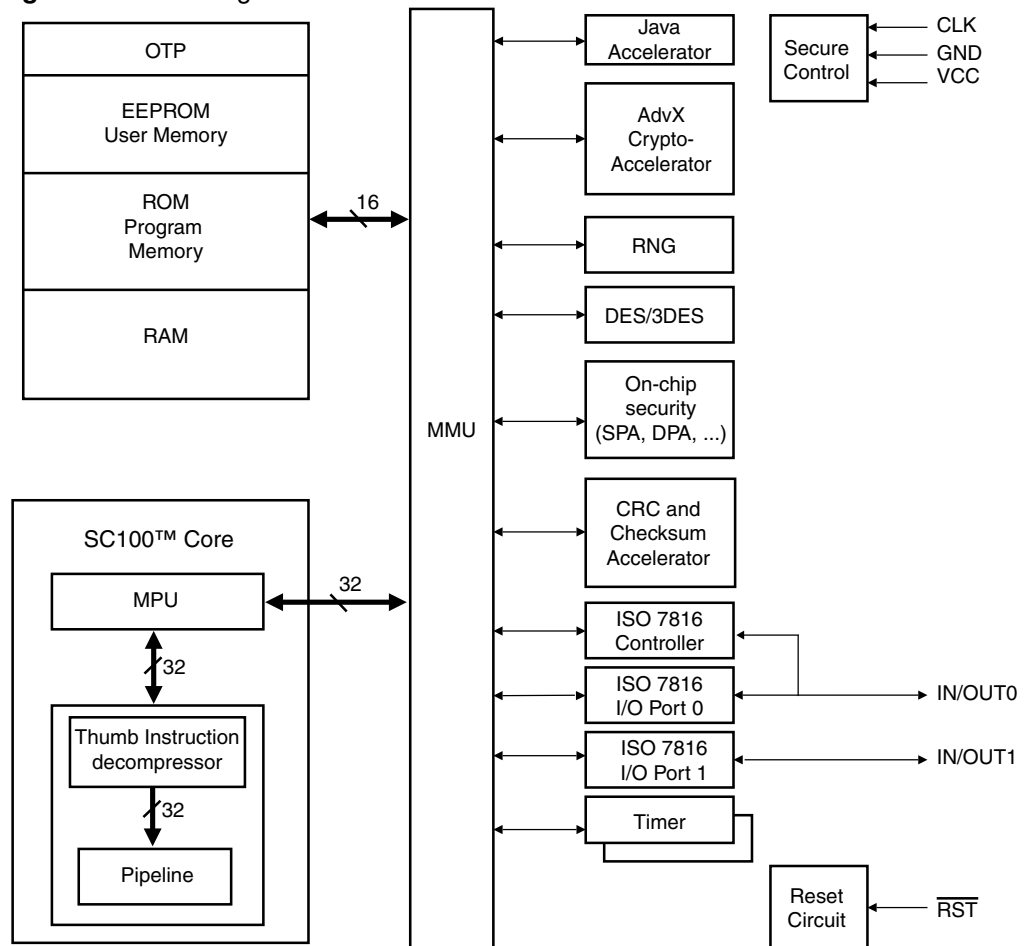 OTP
EEPROM
User Memory
ROM
Program
Memory
RAM
16
SC100™ Core
MPU
32
32
Thumb Instruction
decompressor
32
Pipeline
MMU
Java
Accelerator
AdvX
Crypto-
Accelerator
RNG
DES/3DES
On-chip
security
(SPA, DPA, ...)
CRC and
Checksum
Accelerator
ISO 7816
Controller
ISO 7816
I/O Port 0
ISO 7816
I/O Port 1
Timer
Secure
Control
CLK
GND
VCC
IN/OUT0
IN/OUT1
Reset
Circuit
R̅S̅T̅